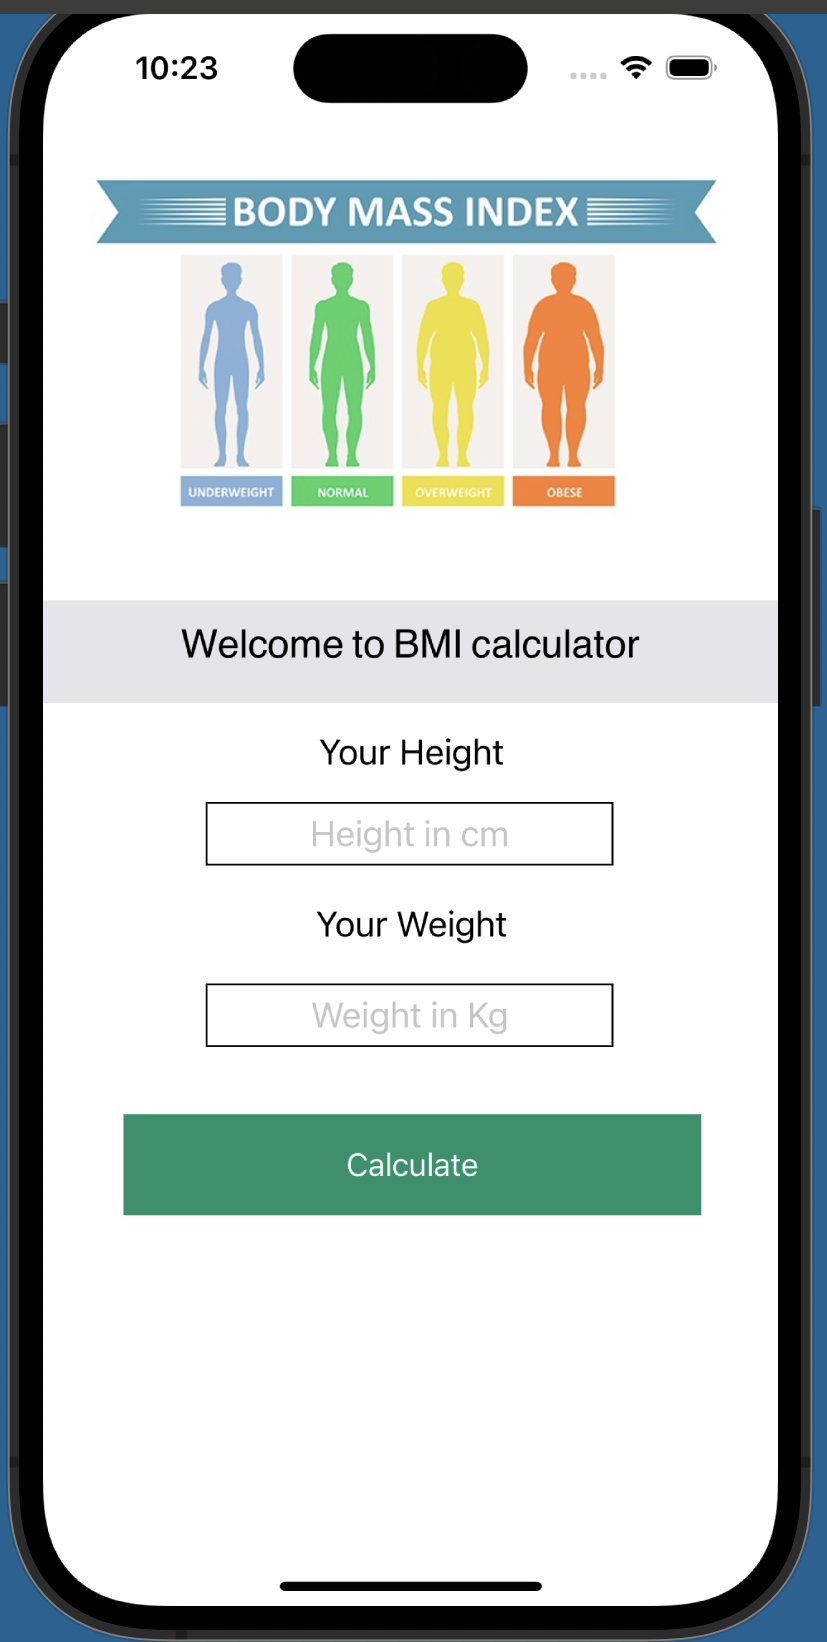 10:23
BODY MASS INDEX
UNDERWEIGHT NORMAL OVERWEIGHT OBESE
Welcome to BMI calculator
Your Height
Height in cm
Your Weight
Weight in Kg
Calculate